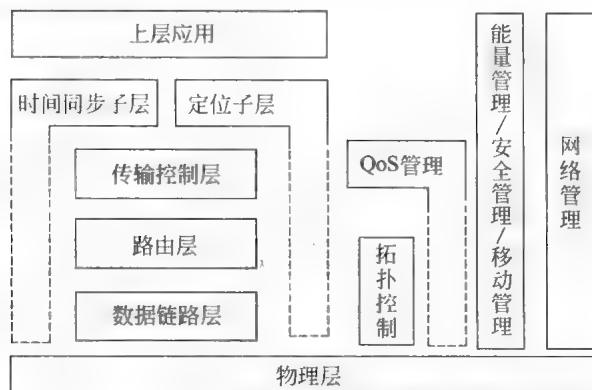 上层应用
时间同步子层
定位子层
传输控制层
路由层
数据链路层
QoS管理
拓扑控制
能量管理/安全管理/移动管理
网络管理
物理层